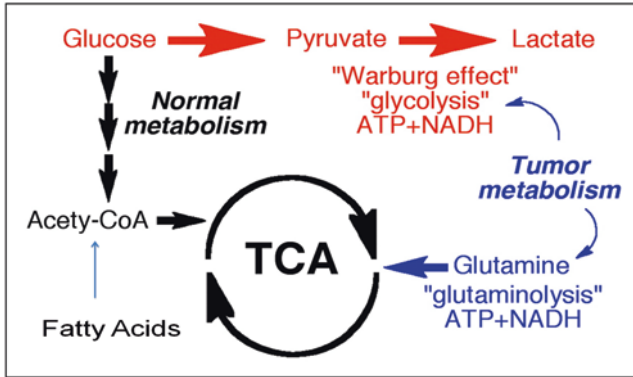 Glucose Pyruvate Lactate
"Warburg effect"
"glycolysis"
ATP+NADH
Normal
metabolism
Tumor
metabolism
Acety-CoA
TCA
Glutamine
"glutaminolysis"
ATP+NADH
Fatty Acids